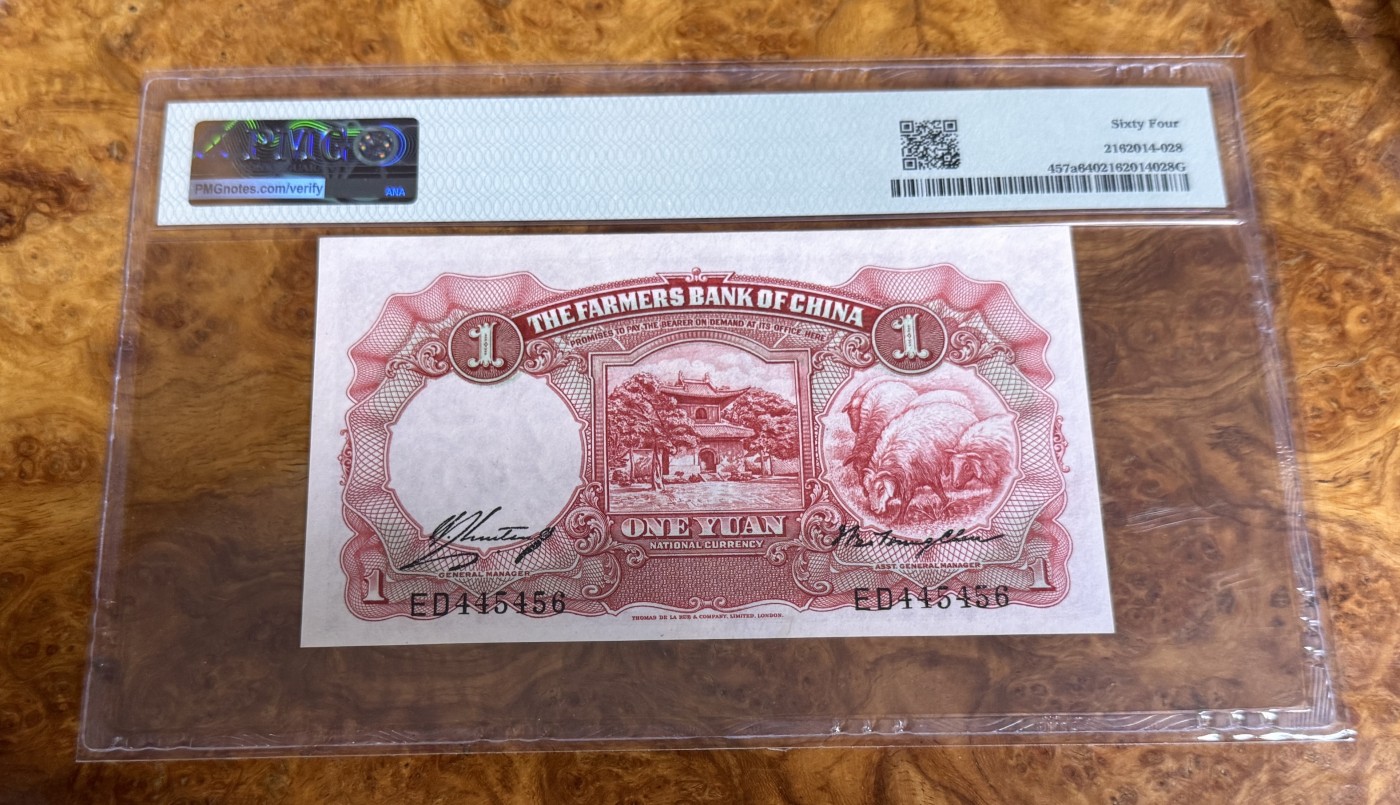 PMG
PMGnotes.com/verify
ANA
Sixty Four
2162014-028
457a6402162014028G
THE FARMERS BANK OF CHINA
PROMISES TO PAY THE BEARER ON DEMAND AT ITS OFFICE HERE
1
1
ONE YUAN
NATIONAL CURRENCY
GENERAL MANAGER
ASST. GENERAL MANAGER
1
1
ED445456
ED445456
THOMAS DE LA RUE & COMPANY, LIMITED, LONDON.